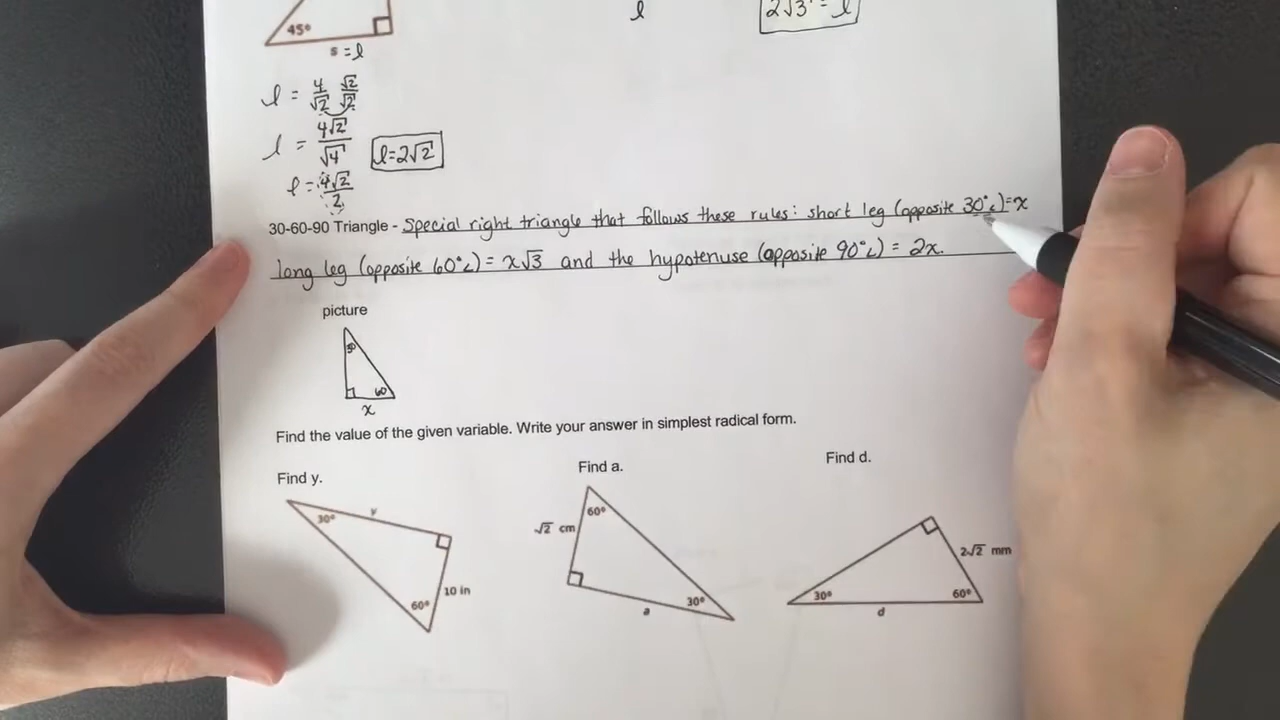 45°
s = l
l
2√3 = l
l = 4/√2 √2/√2
l = 4√2/√4
l=2√2
l = 4√2/2
30-60-90 Triangle - Special right triangle that follows these rules: short leg (opposite 30°∠)=x
long leg (opposite 60°∠) = x√3 and the hypotenuse (opposite 90°∠) = 2x.
picture
30
60
x
Find the value of the given variable. Write your answer in simplest radical form.
Find y.
30°
y
10 in
60°
Find a.
60°
√2 cm
30°
a
Find d.
2√2 mm
30°
60°
d